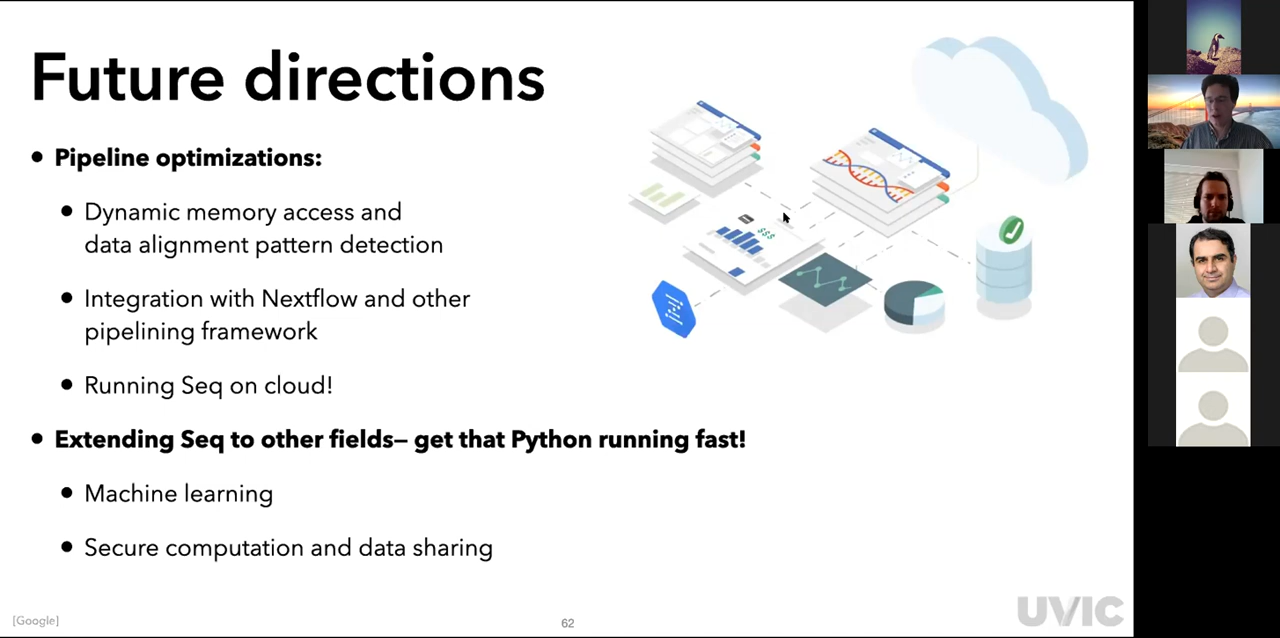 Future directions
• Pipeline optimizations:
• Dynamic memory access and
data alignment pattern detection
• Integration with Nextflow and other
pipelining framework
• Running Seq on cloud!
• Extending Seq to other fields— get that Python running fast!
• Machine learning
• Secure computation and data sharing
$$$
[Google]
62
UVIC